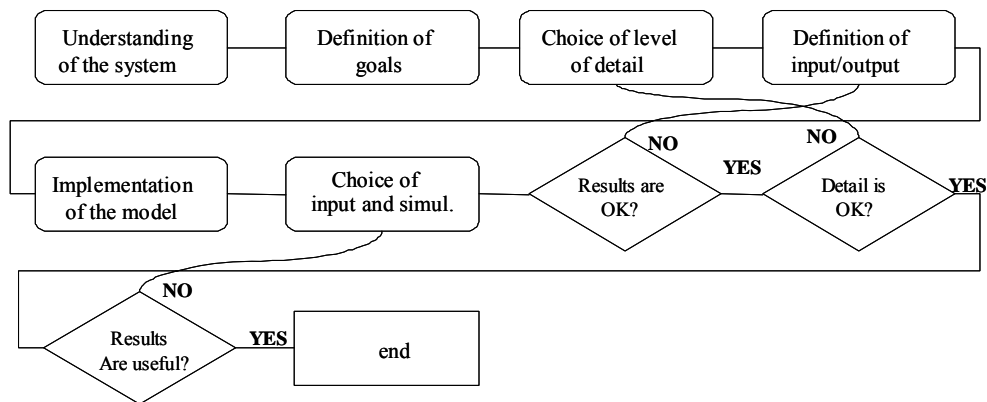 Understanding
of the system
Definition of
goals
Choice of level
of detail
Definition of
input/output
Implementation
of the model
Choice of
input and simul.
NO
Results are
OK?
YES
NO
Detail is
OK?
YES
NO
Results
Are useful?
YES
end